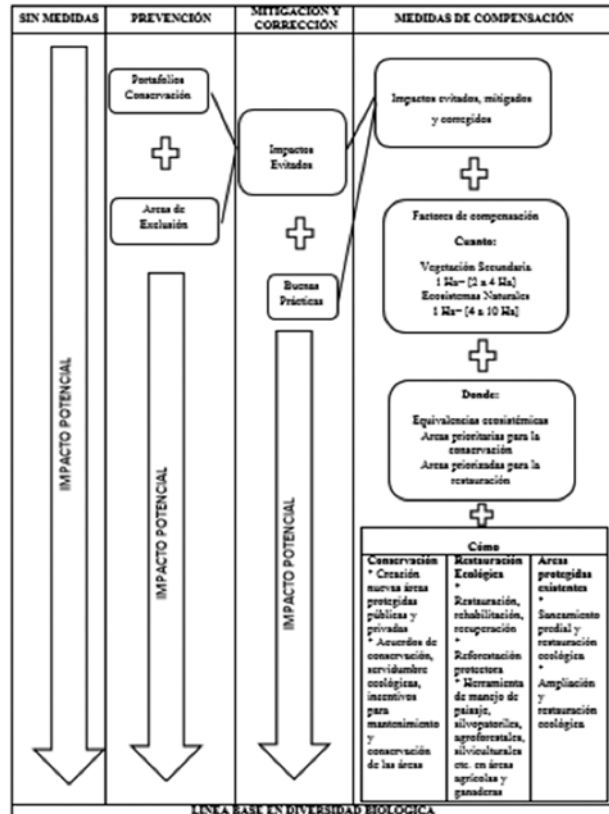 SIN MEDIDAS
PREVENCIÓN
MITIGACIÓN Y
CORRECCIÓN
MEDIDAS DE COMPENSACIÓN
IMPACTO POTENCIAL
Portafolios
Conservación
Areas de
Exclusión
IMPACTO POTENCIAL
Impactos
Evitados
Buenas
Prácticas
IMPACTO POTENCIAL
Impactos evitados, mitigados
y corregidos
Factores de compensación
Cuanto:
Vegetación Secundaria
1 Ha= [2 a 4 Ha]
Ecosistemas Naturales
1 Ha= [4 a 10 Ha]
Donde:
Equivalencias ecosistémicas
Areas prioritarias para la
conservación
Areas priorizadas para la
restauración
Cómo
Conservación
* Creación
nuevas áreas
protegidas
públicas y
privadas
* Acuerdos de
conservación,
servidumbre
ecológicas,
incentivos
para
mantenimiento
y
conservación
de las áreas
Restauración
Ecológica
*
Restauración,
rehabilitación,
recuperación
*
Reforestación
protectora
* Herramienta
de manejo de
paisaje,
silvopatoriles,
agroforestales,
silviculturales
etc. en áreas
agrícolas y
ganaderas
Areas
protegidas
existentes
*
Saneamiento
predial y
restauración
ecológica
*
Ampliación
y
restauración
ecológica
LINEA BASE EN DIVERSIDAD BIOLOGICA